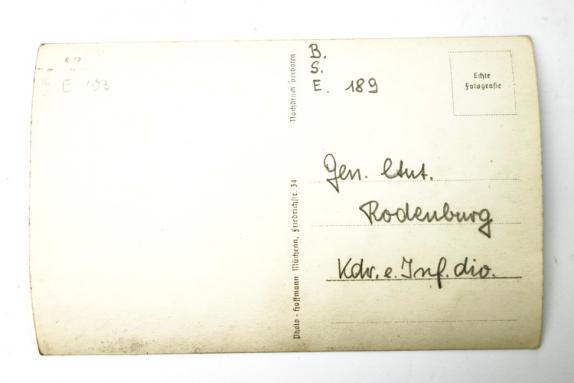 E 103
Nachdruck verboten
Photo - Hoffmann München, Friedrichstr. 34
B.
S.
E. 189
Echte
Fotografie
Gen. Ltnt.
Rodenburg
Kdr. e. Inf. div.